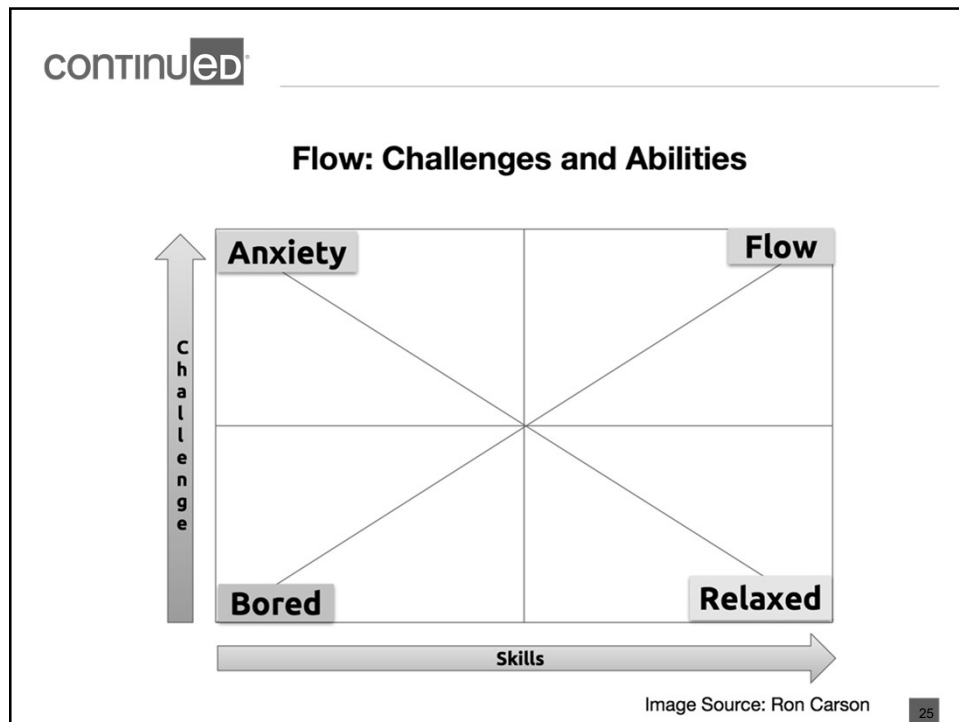 continued
Flow: Challenges and Abilities
Anxiety
Flow
Challenge
Bored
Relaxed
Skills
Image Source: Ron Carson
25